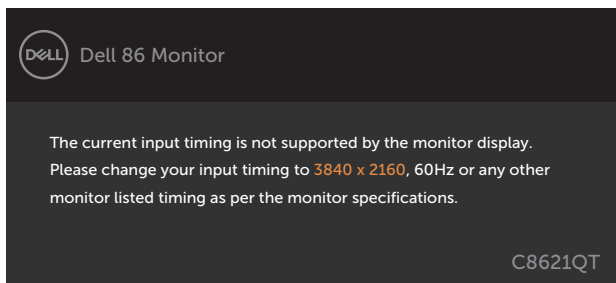 DELL Dell 86 Monitor
The current input timing is not supported by the monitor display.
Please change your input timing to 3840 x 2160, 60Hz or any other
monitor listed timing as per the monitor specifications.
C8621QT